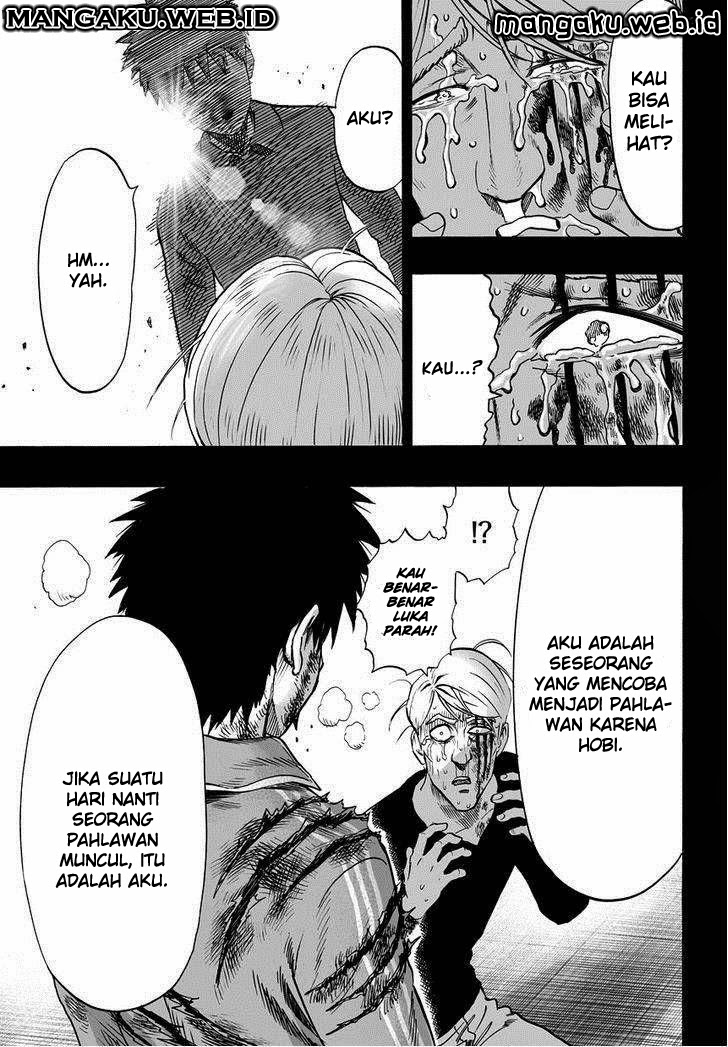 MANGAKU.WEB.ID
mangaku.web.id
KAU
BISA
MELI-
HAT?
KAU...?
AKU?
HM...
YAH.
AKU ADALAH
SESEORANG
YANG MENCOBA
MENJADI PAHLA-
WAN KARENA
HOBI.
!?
KAU
BENAR-
BENAR
LUKA
PARAH!
JIKA SUATU
HARI NANTI
SEORANG
PAHLAWAN
MUNCUL, ITU
ADALAH AKU.